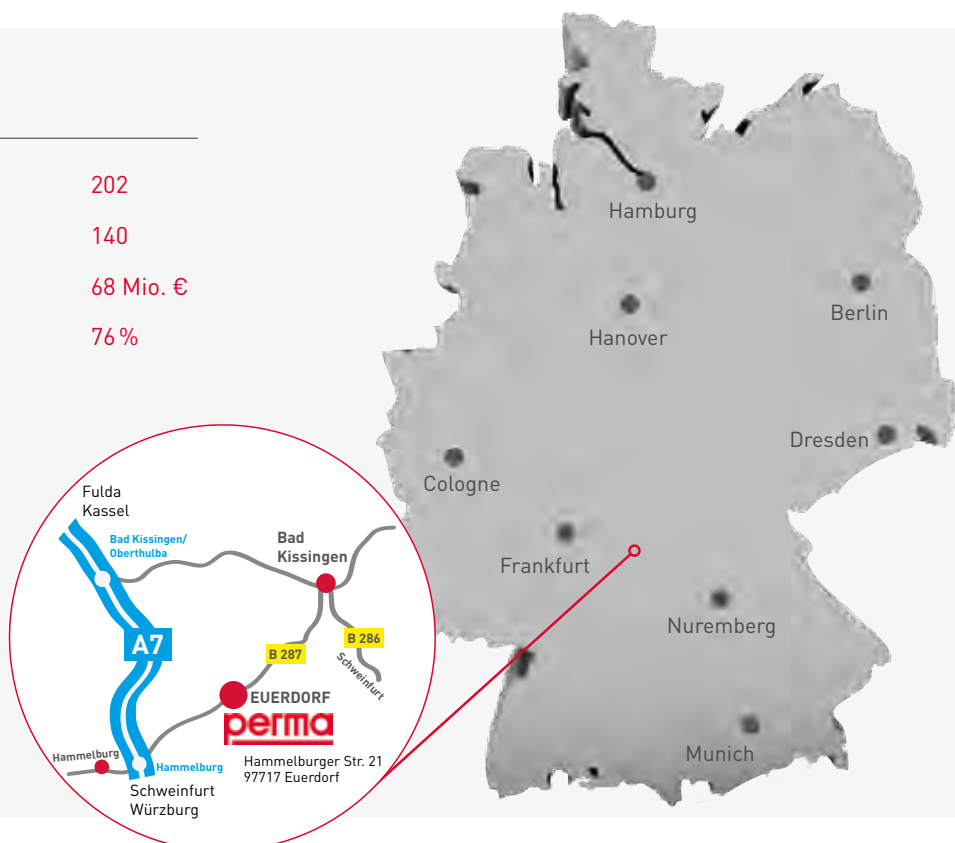 202
140
68 Mio. €
76 %
Hamburg
Hanover
Berlin
Dresden
Cologne
Frankfurt
Nuremberg
Munich
Fulda
Kassel
Bad Kissingen/
Oberthulba
Bad
Kissingen
A7
B 287
B 286
Schweinfurt
EUERDORF
perma
Hammelburger Str. 21
97717 Euerdorf
Hammelburg
Hammelburg
Schweinfurt
Würzburg